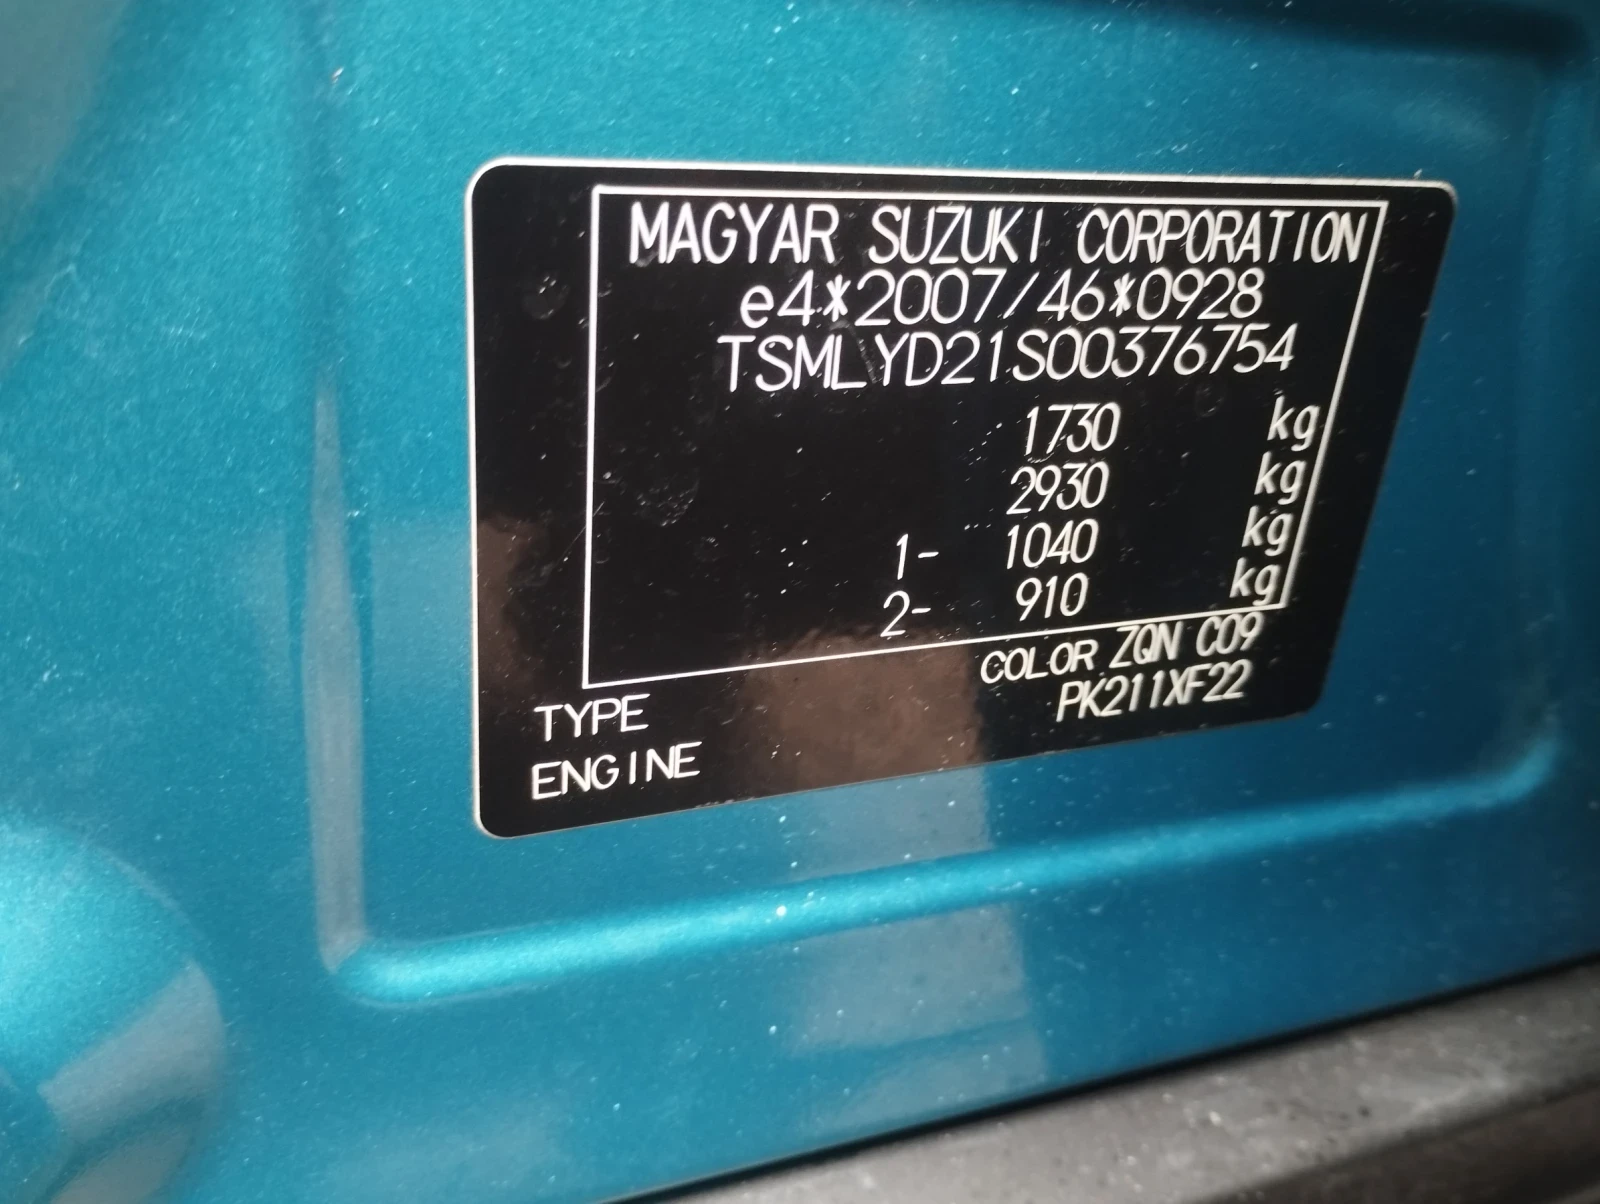 MAGYAR SUZUKI CORPORATION
e4*2007/46*0928
TSMLYD21S00376754
1730 kg
2930 kg
1- 1040 kg
2- 910 kg
COLOR ZQN C09
TYPE PK211XF22
ENGINE